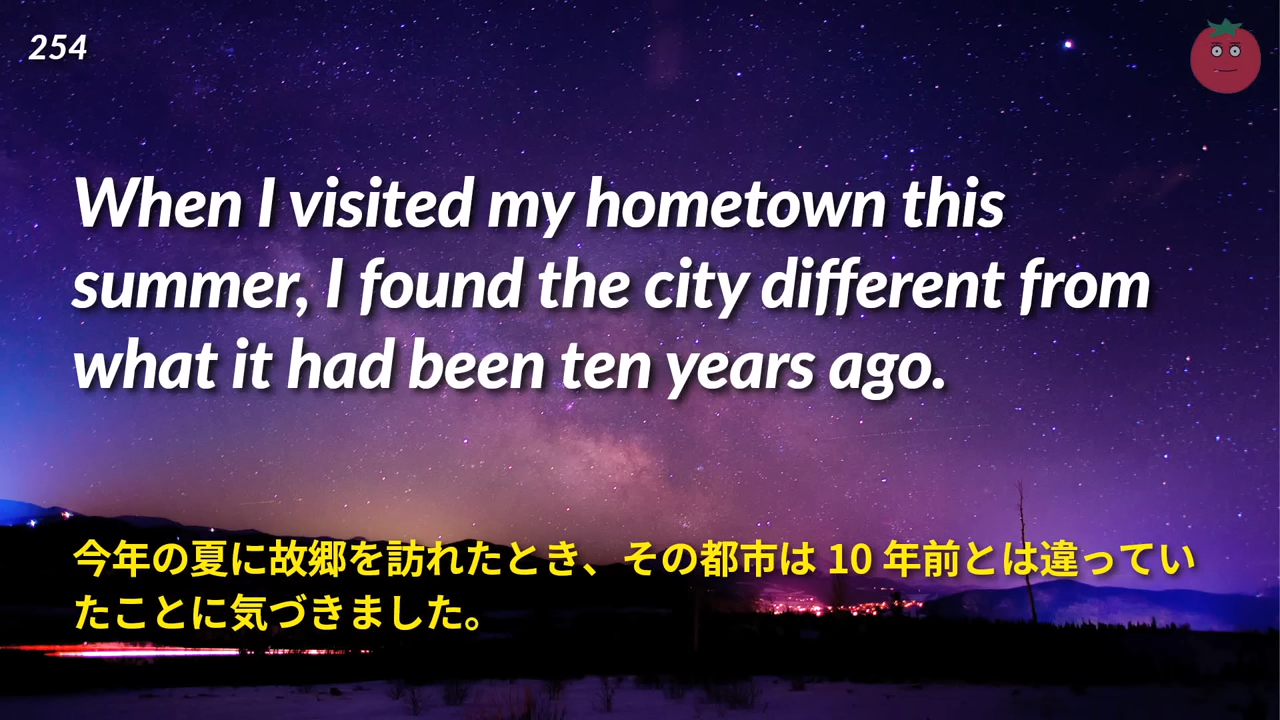 254
When I visited my hometown this
summer, I found the city different from
what it had been ten years ago.
今年の夏に故郷を訪れたとき、その都市は 10 年前とは違ってい
たことに気づきました。